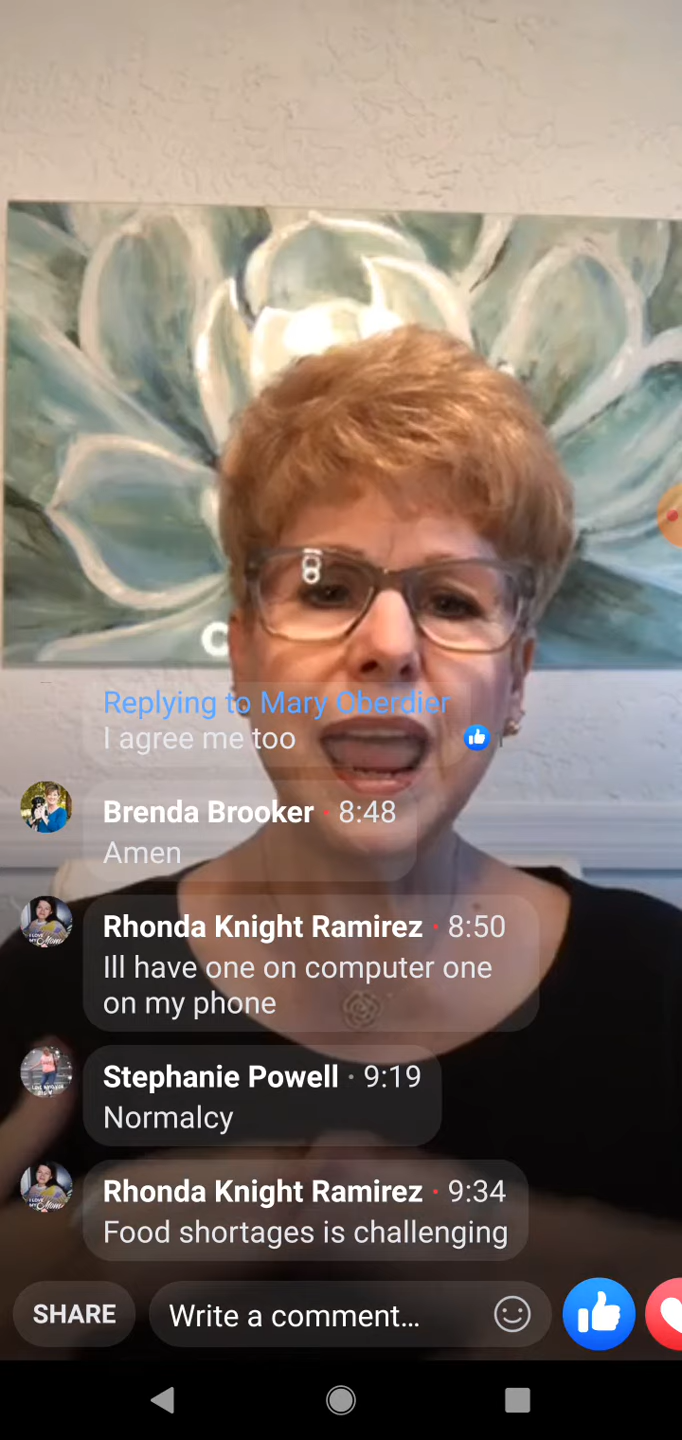 Replying to Mary Oberdier
I agree me too
Brenda Brooker · 8:48
Amen
Rhonda Knight Ramirez · 8:50
Ill have one on computer one
on my phone
Stephanie Powell · 9:19
Normalcy
Rhonda Knight Ramirez · 9:34
Food shortages is challenging
SHARE
Write a comment...